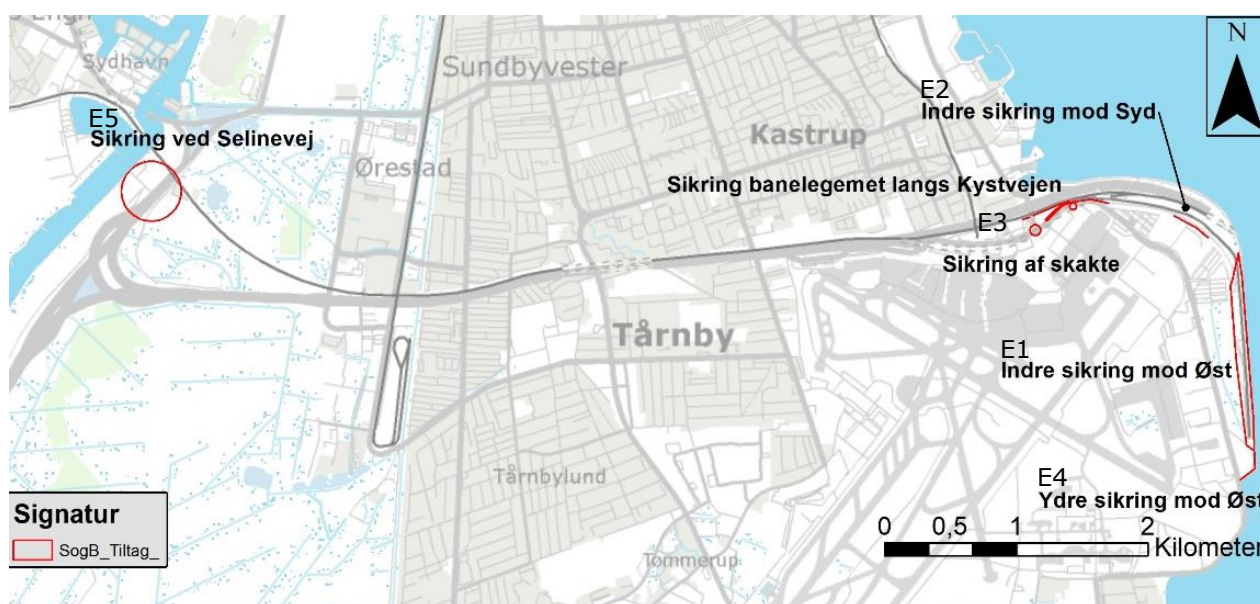 N
Sydhavn
E5
Sikring ved Selinevej
Sundbyvester
E2
Indre sikring mod Syd
Kastrup
Ørestad
Sikring banelegemet langs Kystvejen
E3
Sikring af skakte
Tårnby
E1
Indre sikring mod Øst
Tårnbylund
E4
Ydre sikring mod Øst
Signatur
SogB_Tiltag_
0 0,5 1 2
Kilometer
Tømmerup